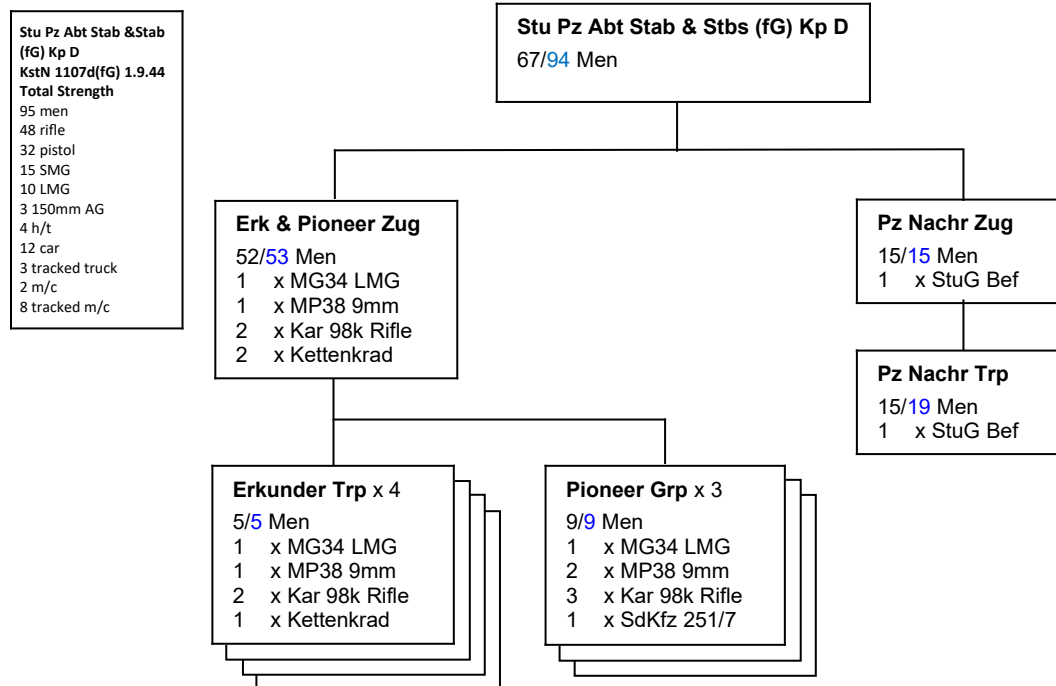 Stu Pz Abt Stab &Stab
(fG) Kp D
KstN 1107d(fG) 1.9.44
Total Strength
95 men
48 rifle
32 pistol
15 SMG
10 LMG
3 150mm AG
4 h/t
12 car
3 tracked truck
2 m/c
8 tracked m/c
Stu Pz Abt Stab & Stbs (fG) Kp D
67/94 Men
Erk & Pioneer Zug
52/53 Men
1 x MG34 LMG
1 x MP38 9mm
2 x Kar 98k Rifle
2 x Kettenkrad
Pz Nachr Zug
15/15 Men
1 x StuG Bef
Pz Nachr Trp
15/19 Men
1 x StuG Bef
Erkunder Trp x 4
5/5 Men
1 x MG34 LMG
1 x MP38 9mm
2 x Kar 98k Rifle
1 x Kettenkrad
Pioneer Grp x 3
9/9 Men
1 x MG34 LMG
2 x MP38 9mm
3 x Kar 98k Rifle
1 x SdKfz 251/7